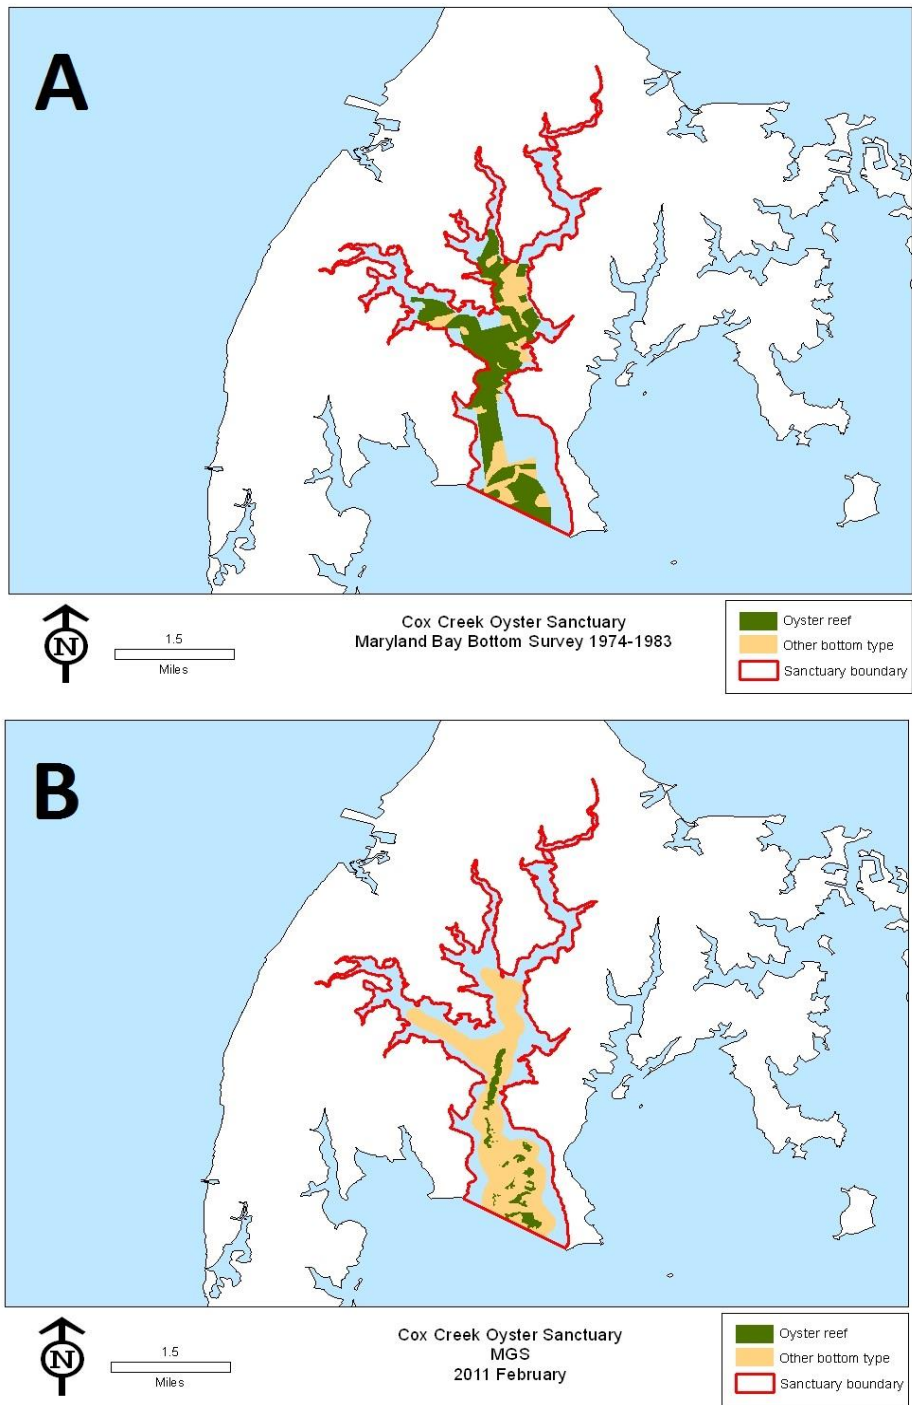 A
N
1.5
Miles
Cox Creek Oyster Sanctuary
Maryland Bay Bottom Survey 1974-1983
Oyster reef
Other bottom type
Sanctuary boundary
B
N
1.5
Miles
Cox Creek Oyster Sanctuary
MGS
2011 February
Oyster reef
Other bottom type
Sanctuary boundary